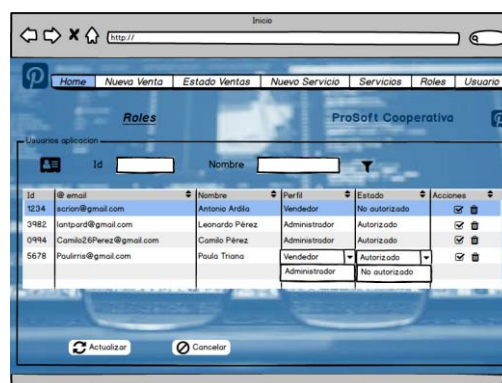 Inicio
http://
Home Nueva Venta Estado Ventas Nuevo Servicio Servicios Roles Usuario
Roles ProSoft Cooperativa
Usuarios aplicacion
Id Nombre
Id @ email Nombre Perfil Estado Acciones
1234 scrion@gmail.com Antonio Ardila Vendedor No autorizado
3982 lantpard@gmail.com Leonardo Pérez Administrador Autorizado
0994 Camilo26Perez@gmail.com Camilo Pérez Administrador Autorizado
5678 Paulirris@gmail.com Paula Triana Vendedor Autorizado
Administrador No autorizado
Actualizar Cancelar